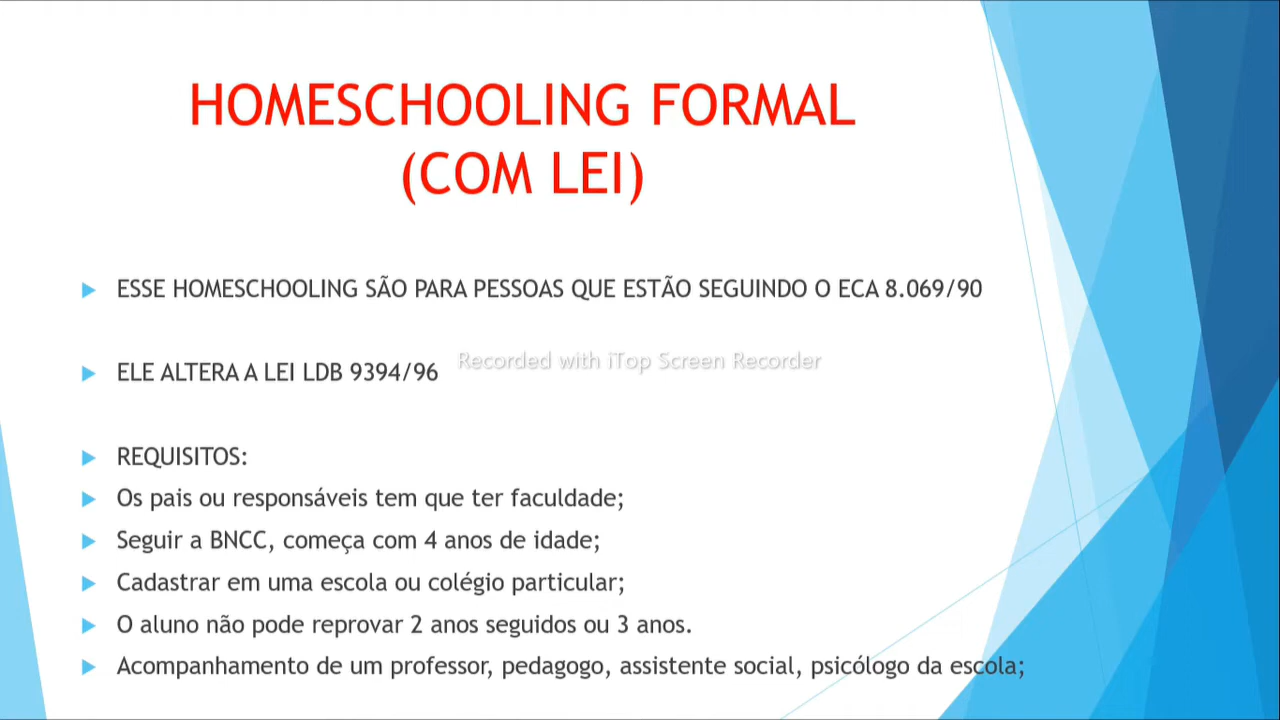 HOMESCHOOLING FORMAL
(COM LEI)
ESSE HOMESCHOOLING SÃO PARA PESSOAS QUE ESTÃO SEGUINDO O ECA 8.069/90
Recorded with iTop Screen Recorder
ELE ALTERA A LEI LDB 9394/96
REQUISITOS:
Os pais ou responsáveis tem que ter faculdade;
Seguir a BNCC, começa com 4 anos de idade;
Cadastrar em uma escola ou colégio particular;
O aluno não pode reprovar 2 anos seguidos ou 3 anos.
Acompanhamento de um professor, pedagogo, assistente social, psicólogo da escola;